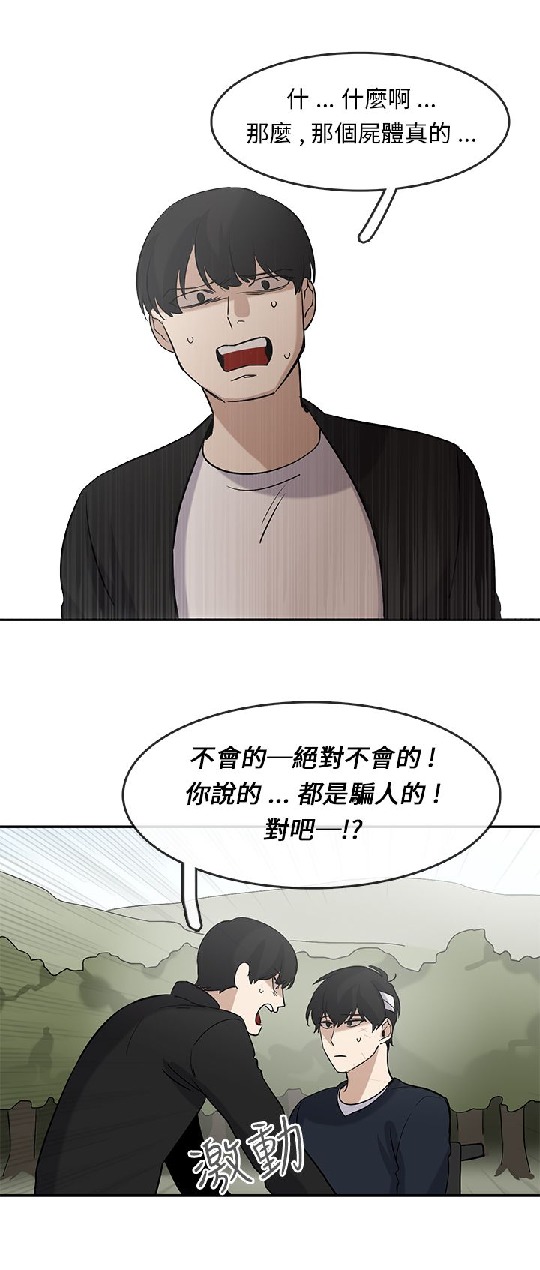 什 ... 什麼啊 ...
那麼 , 那個屍體真的 ...
不會的─絕對不會的 !
你說的 ... 都是騙人的 !
對吧─!?
激動